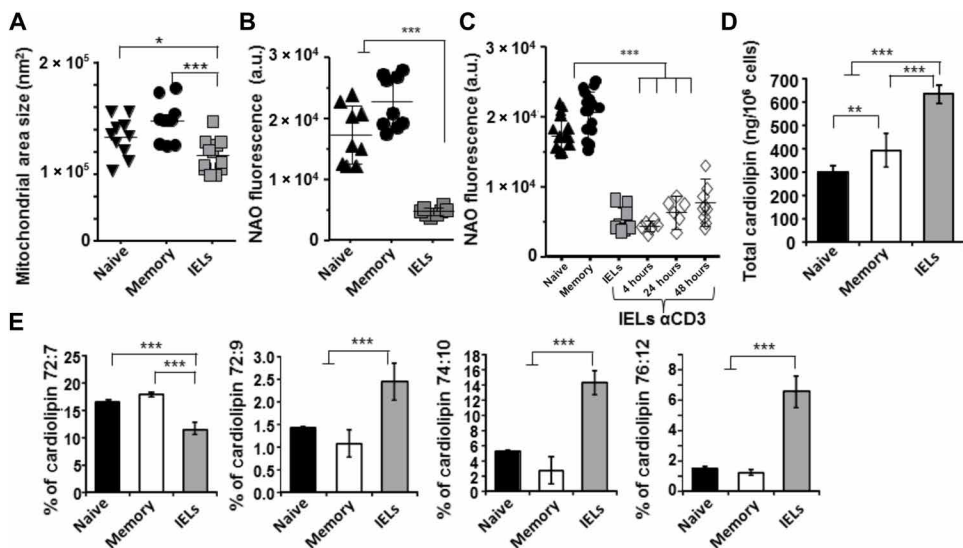 A
Mitochondrial area size (nm²)
2 × 10⁵
1 × 10⁵
0
*
***
Naive
Memory
IELs
B
NAO fluorescence (a.u.)
3 × 10⁴
2 × 10⁴
1 × 10⁴
0
***
Naive
Memory
IELs
C
NAO fluorescence (a.u.)
3 × 10⁴
2 × 10⁴
1 × 10⁴
0
***
Naive
Memory
IELs
4 hours
24 hours
48 hours
IELs αCD3
D
Total cardiolipin (ng/10⁶ cells)
700
600
500
400
300
200
100
0
***
***
**
Naive
Memory
IELs
E
% of cardiolipin 72:7
25
20
15
10
5
0
***
***
Naive
Memory
IELs
% of cardiolipin 72:9
3.0
2.5
2.0
1.5
1.0
0.5
0.0
***
Naive
Memory
IELs
% of cardiolipin 74:10
18
16
14
12
10
8
6
4
2
0
***
Naive
Memory
IELs
% of cardiolipin 76:12
8
6
4
2
0
***
Naive
Memory
IELs